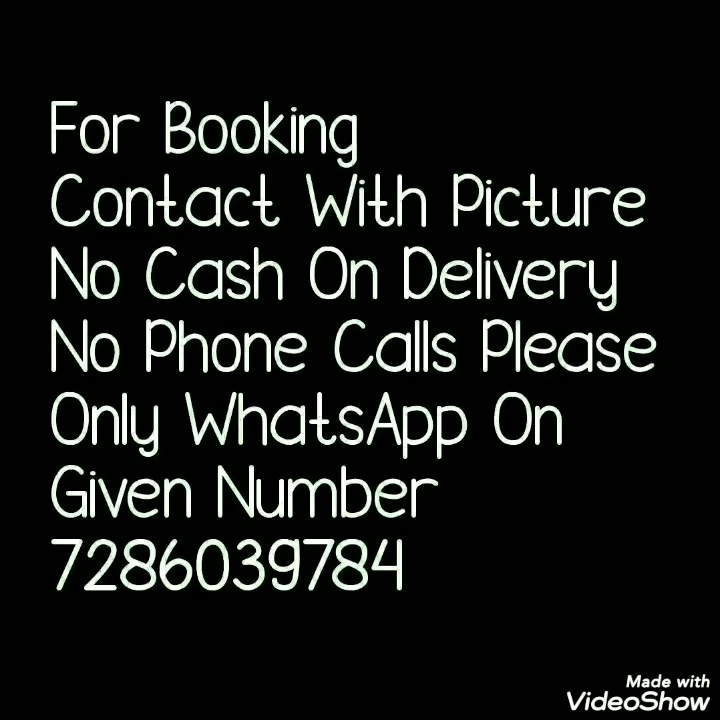 For Booking
Contact With Picture
No Cash On Delivery
No Phone Calls Please
Only WhatsApp On
Given Number
7286039784
Made with
VideoShow